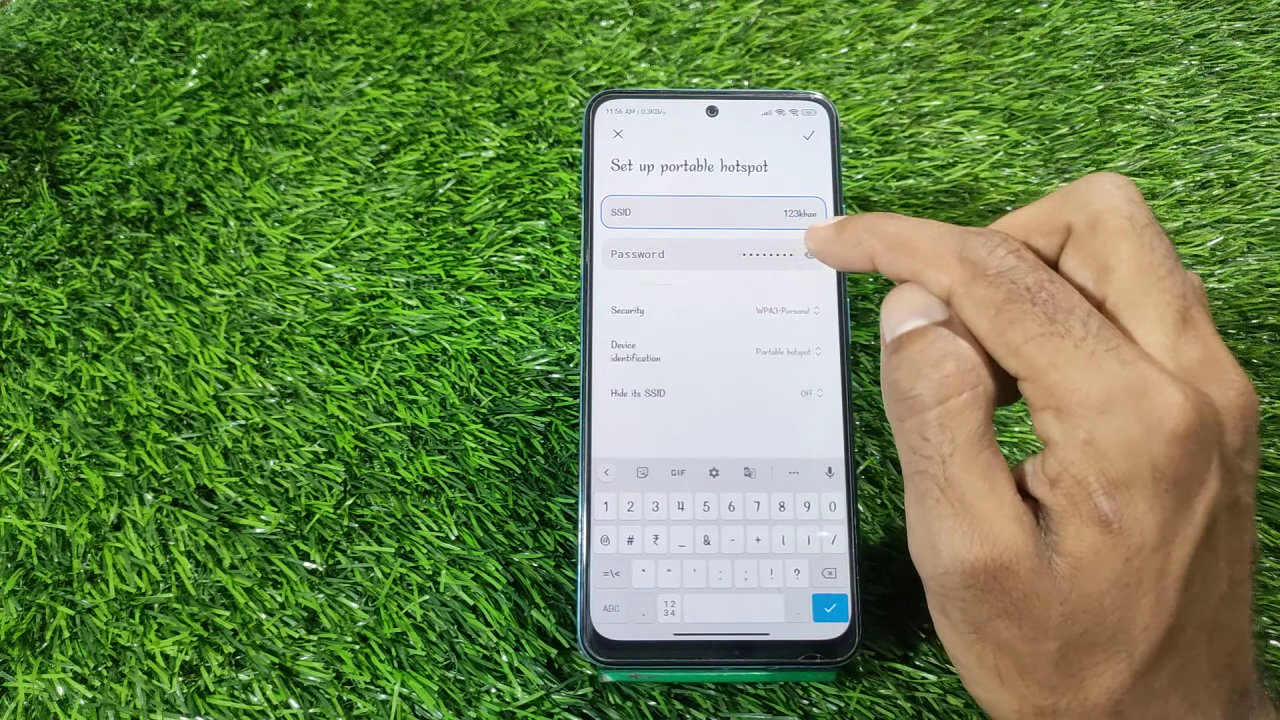 11:56 AM | 0.3KB/s
Set up portable hotspot
SSID 123khan
Password ••••••••
Security WPA3-Personal
Device
identification Portable hotspot
Hide its SSID Off
GIF
1 2 3 4 5 6 7 8 9 0
@ # ₹ _ & - + ( ) /
=\< * " ' : ; ! ?
ABC , 12 34 .